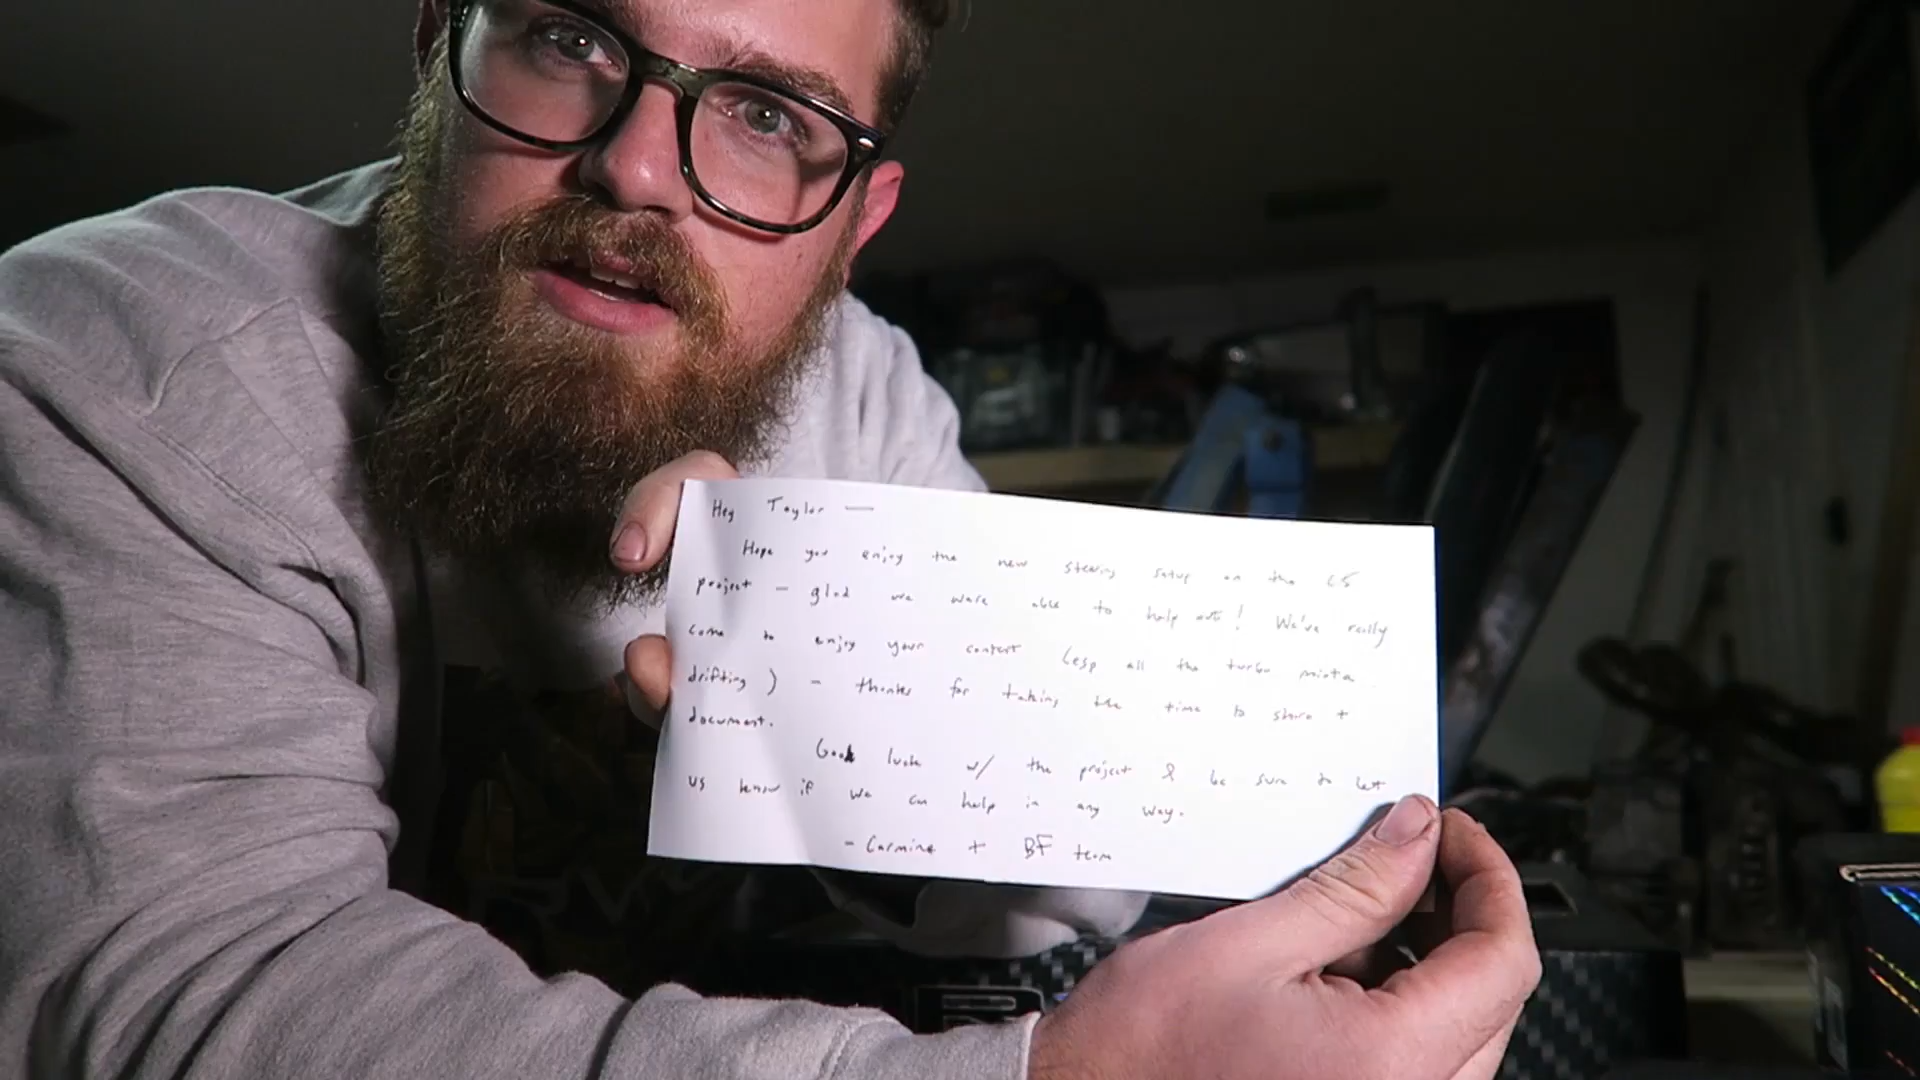 Hey Taylor —
Hope you enjoy the new steering setup on the C5
project - glad we were able to help out! We've really
come to enjoy your content (esp all the turbo miata
drifting) - thanks for taking the time to share +
document.
Good luck w/ the project & be sure to let
us know if we can help in any way.
- Carmine + BF team